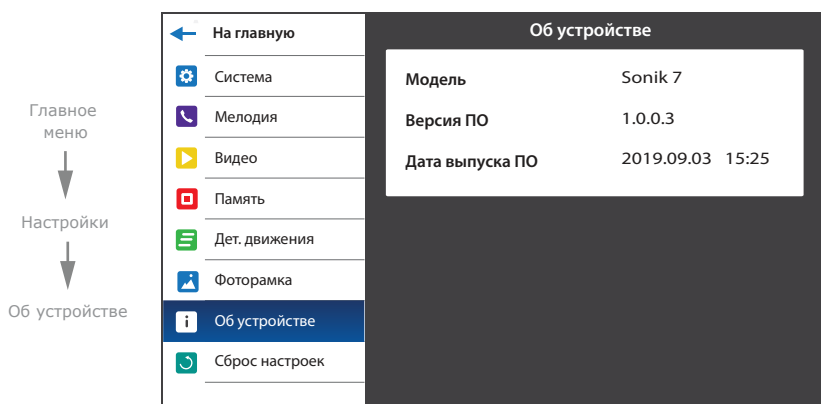 Главное
меню
Настройки
Об устройстве
На главную
Система
Мелодия
Видео
Память
Дет. движения
Фоторамка
Об устройстве
Сброс настроек
Об устройстве
Модель Sonik 7
Версия ПО 1.0.0.3
Дата выпуска ПО 2019.09.03 15:25